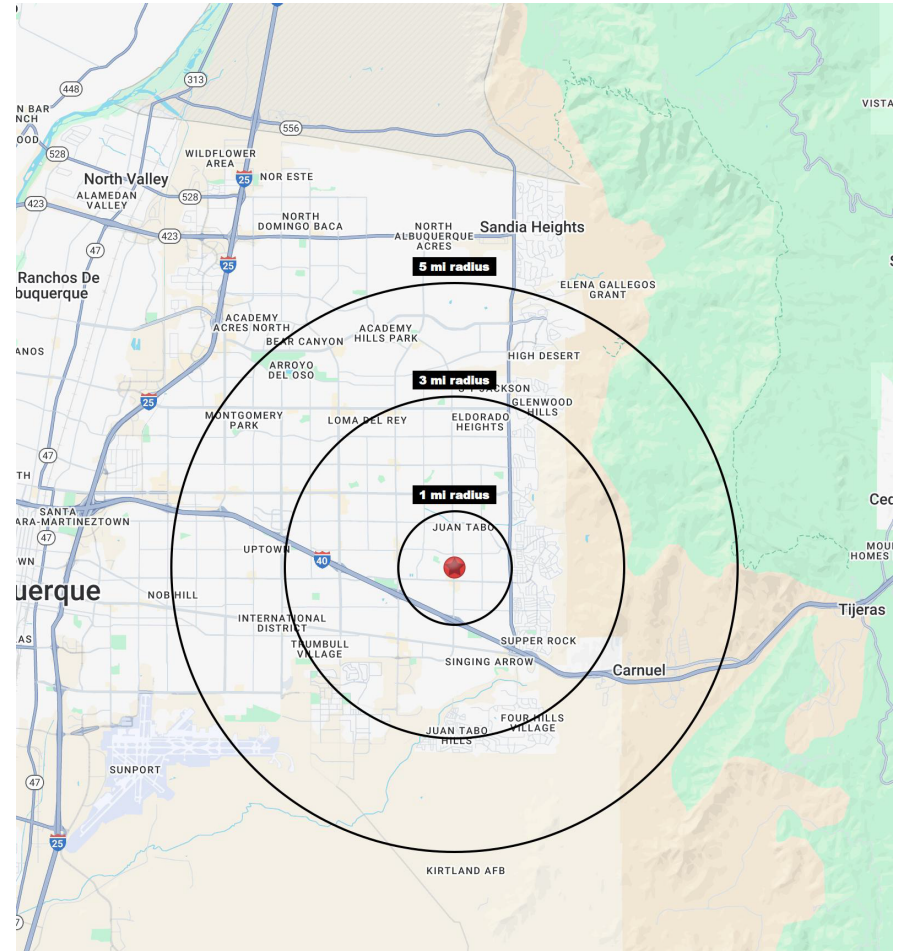 448
313
N BAR
NCH
OOD
556
VISTA
528
WILDFLOWER
AREA
25
NOR ESTE
North Valley
ALAMEDAN
VALLEY
528
423
NORTH
DOMINGO BACA
NORTH
ALBUQUERQUE
ACRES
Sandia Heights
423
47
25
5 mi radius
Ranchos De
buquerque
ELENA GALLEGOS
GRANT
ACADEMY
ACRES NORTH
ACADEMY
HILLS PARK
BEAR CANYON
ANOS
HIGH DESERT
ARROYO
DEL OSO
3 mi radius
JACKSON
25
GLENWOOD
HILLS
MONTGOMERY
PARK
LOMA DEL REY
ELDORADO
HEIGHTS
47
TH
1 mi radius
Ced
SANTA
ARA-MARTINEZTOWN
JUAN TABO
47
UPTOWN
40
MOU
HOMES
WN
uerque
NOB HILL
Tijeras
INTERNATIONAL
DISTRICT
LAS
TRUMBULL
VILLAGE
SUPPER ROCK
SINGING ARROW
Carnuel
FOUR HILLS
VILLAGE
JUAN TABO
HILLS
SUNPORT
47
25
KIRTLAND AFB